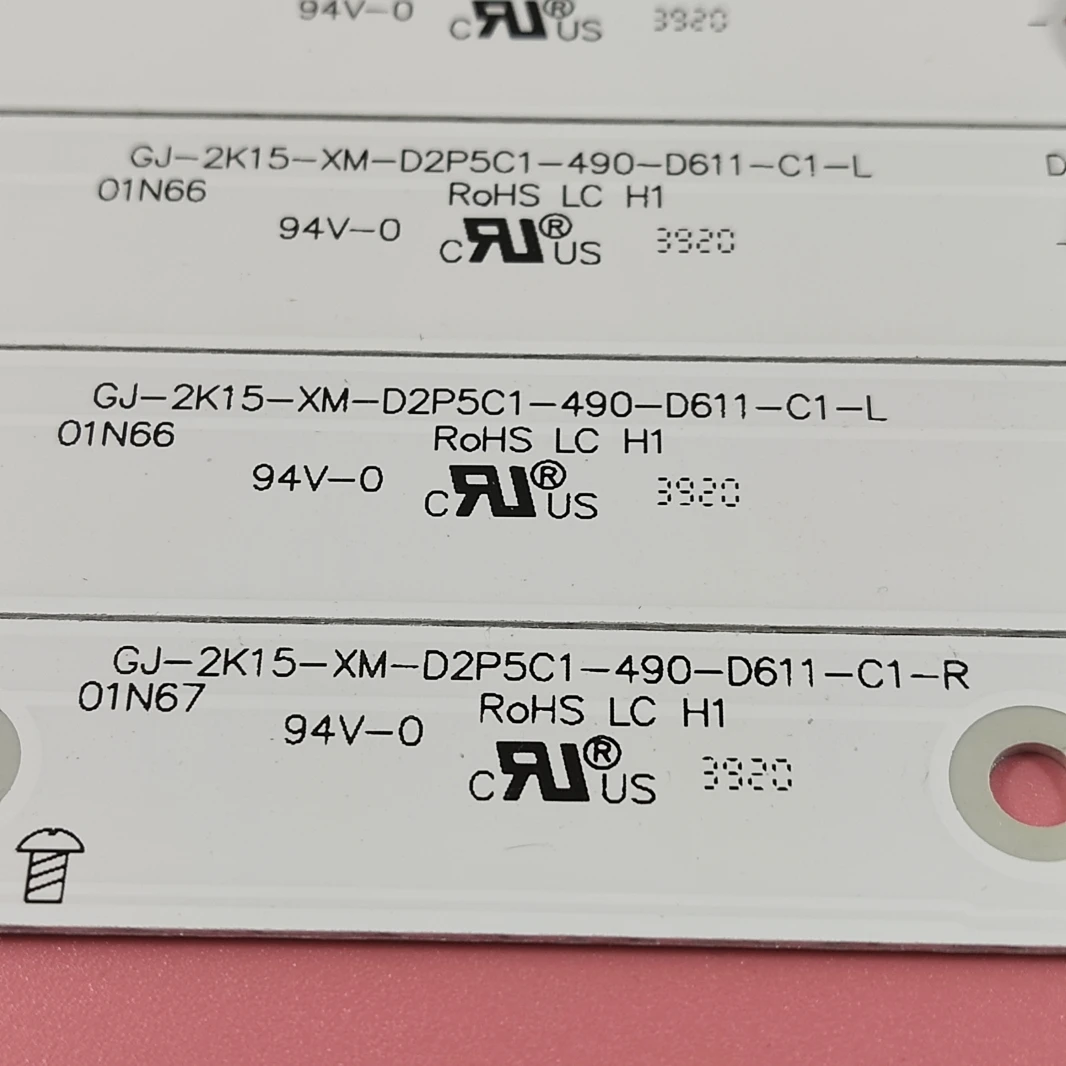 94V-0 cRU®US 3920
GJ-2K15-XM-D2P5C1-490-D611-C1-L D
01N66 RoHS LC H1
94V-0 cRU®US 3920
GJ-2K15-XM-D2P5C1-490-D611-C1-L
01N66 RoHS LC H1
94V-0 cRU®US 3920
GJ-2K15-XM-D2P5C1-490-D611-C1-R
01N67 RoHS LC H1
94V-0 cRU®US 3920